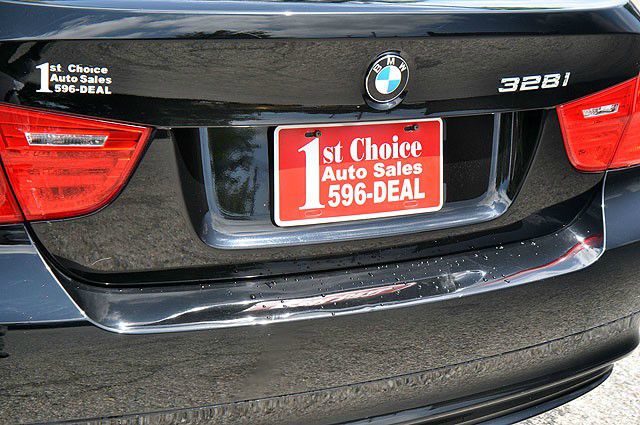 1st Choice
Auto Sales
596-DEAL
BMW
328i
1st Choice
Auto Sales
596-DEAL